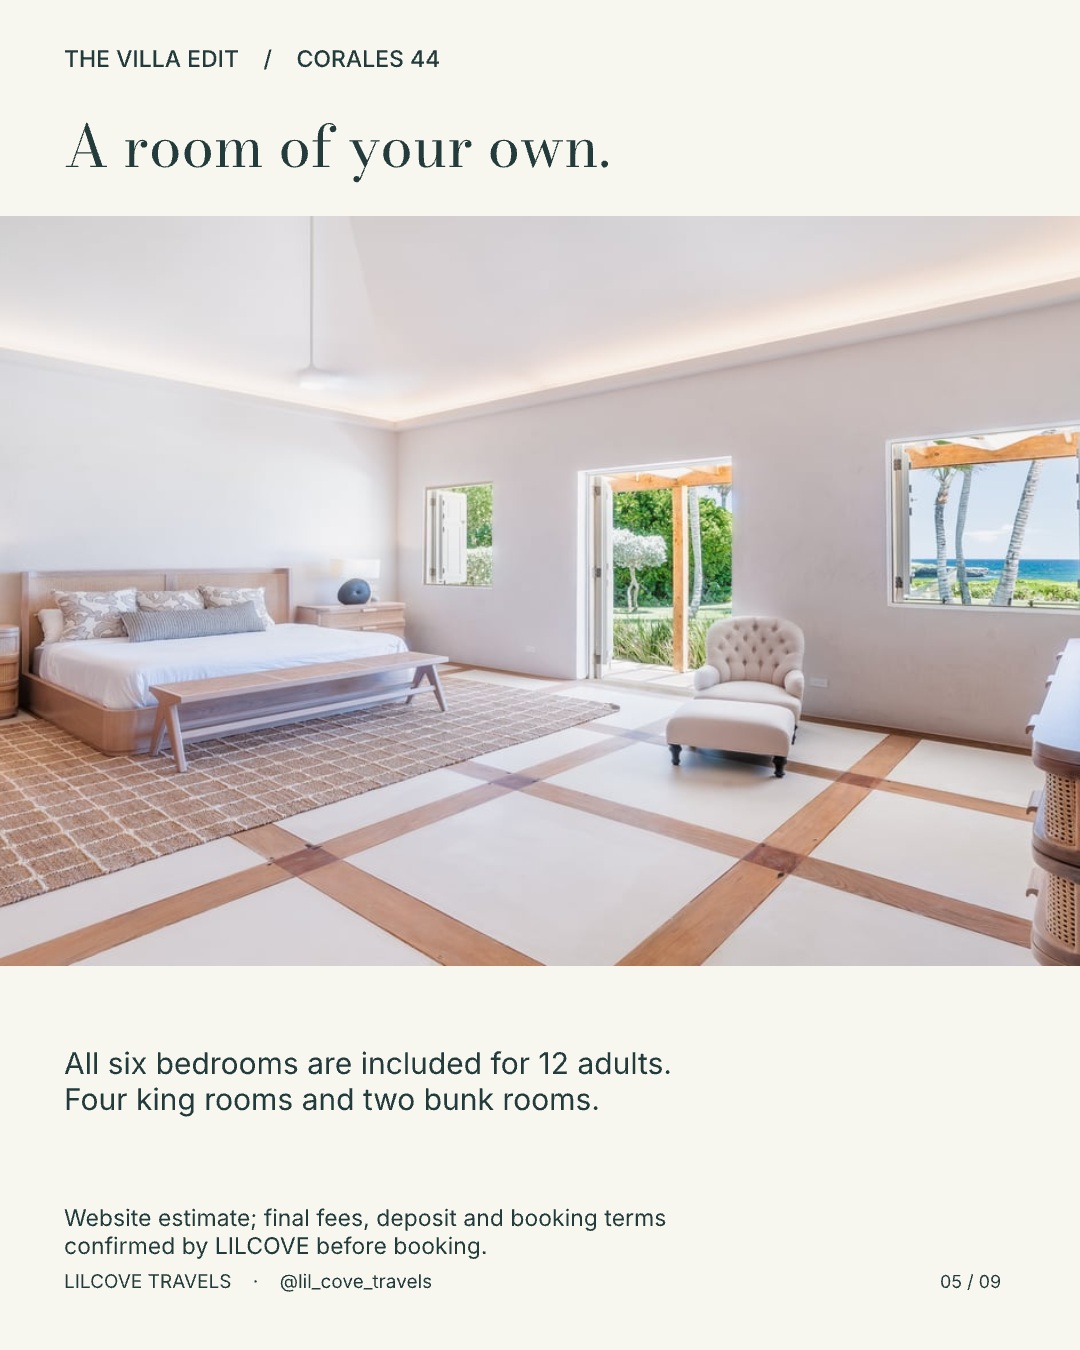 THE VILLA EDIT / CORALES 44
A room of your own.
All six bedrooms are included for 12 adults.
Four king rooms and two bunk rooms.
Website estimate; final fees, deposit and booking terms
confirmed by LILCOVE before booking.
LILCOVE TRAVELS · @lil_cove_travels 05 / 09